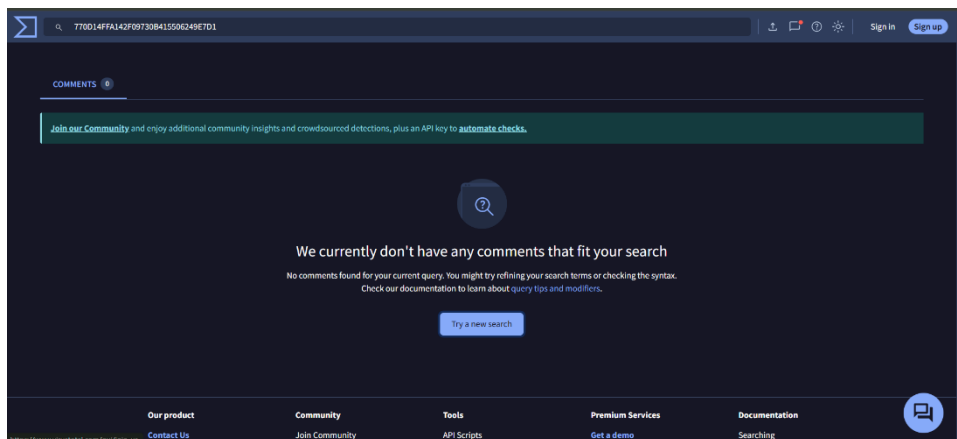 770D14FFA142F09730B415506249E7D1
Sign in
Sign up
COMMENTS 0
Join our Community and enjoy additional community insights and crowdsourced detections, plus an API key to automate checks.
We currently don't have any comments that fit your search
No comments found for your current query. You might try refining your search terms or checking the syntax.
Check our documentation to learn about query tips and modifiers.
Try a new search
Our product Community Tools Premium Services Documentation
Contact Us Join Community API Scripts Get a demo Searching